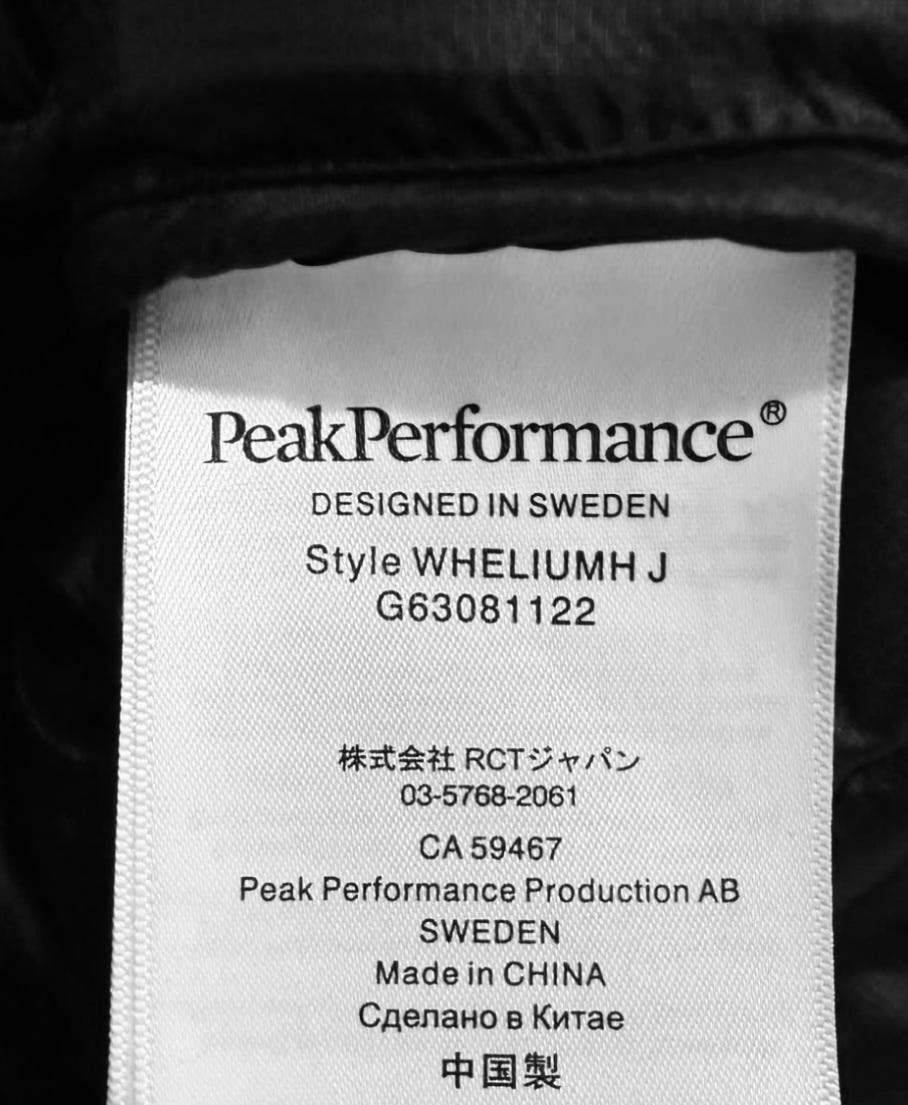 PeakPerformance®
DESIGNED IN SWEDEN
Style WHELIUMH J
G63081122
株式会社 RCTジャパン
03-5768-2061
CA 59467
Peak Performance Production AB
SWEDEN
Made in CHINA
Сделано в Китае
中国製